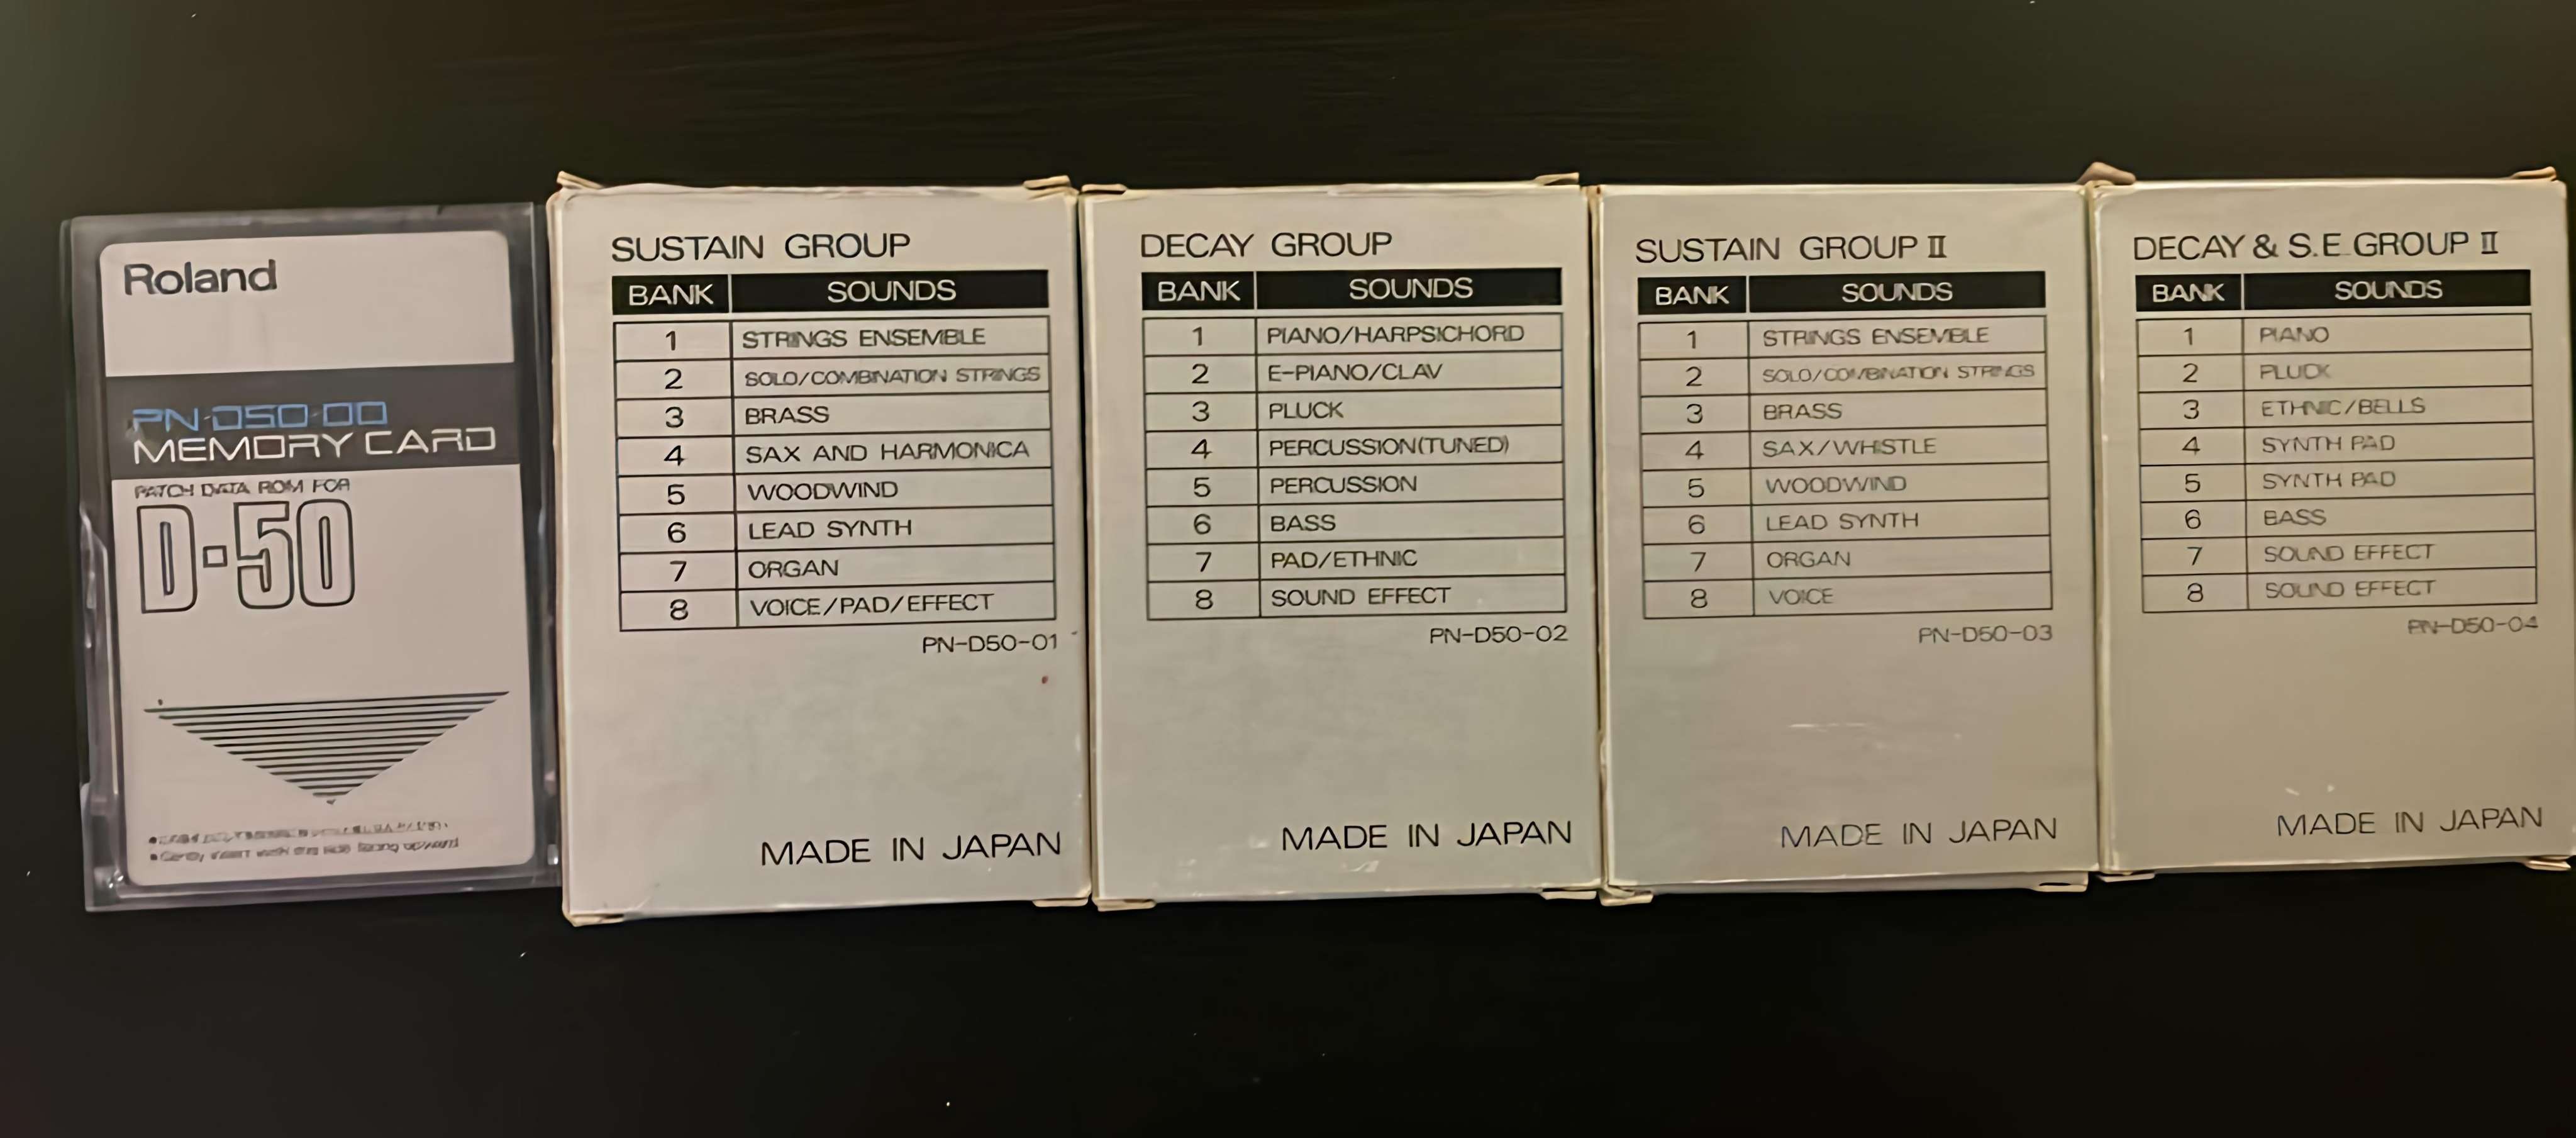 Roland
PN-D50-00
MEMORY CARD
PATCH DATA ROM FOR
D-50
SUSTAIN GROUP
BANK SOUNDS
1 STRINGS ENSEMBLE
2 SOLO/COMBINATION STRINGS
3 BRASS
4 SAX AND HARMONICA
5 WOODWIND
6 LEAD SYNTH
7 ORGAN
8 VOICE/PAD/EFFECT
PN-D50-01
MADE IN JAPAN
DECAY GROUP
BANK SOUNDS
1 PIANO/HARPSICHORD
2 E-PIANO/CLAV
3 PLUCK
4 PERCUSSION(TUNED)
5 PERCUSSION
6 BASS
7 PAD/ETHNIC
8 SOUND EFFECT
PN-D50-02
MADE IN JAPAN
SUSTAIN GROUP II
BANK SOUNDS
1 STRINGS ENSEMBLE
2 SOLO/COMBINATION STRINGS
3 BRASS
4 SAX/WHISTLE
5 WOODWIND
6 LEAD SYNTH
7 ORGAN
8 VOICE
PN-D50-03
MADE IN JAPAN
DECAY & S.E. GROUP II
BANK SOUNDS
1 PIANO
2 PLUCK
3 ETHNIC/BELLS
4 SYNTH PAD
5 SYNTH PAD
6 BASS
7 SOUND EFFECT
8 SOUND EFFECT
PN-D50-04
MADE IN JAPAN